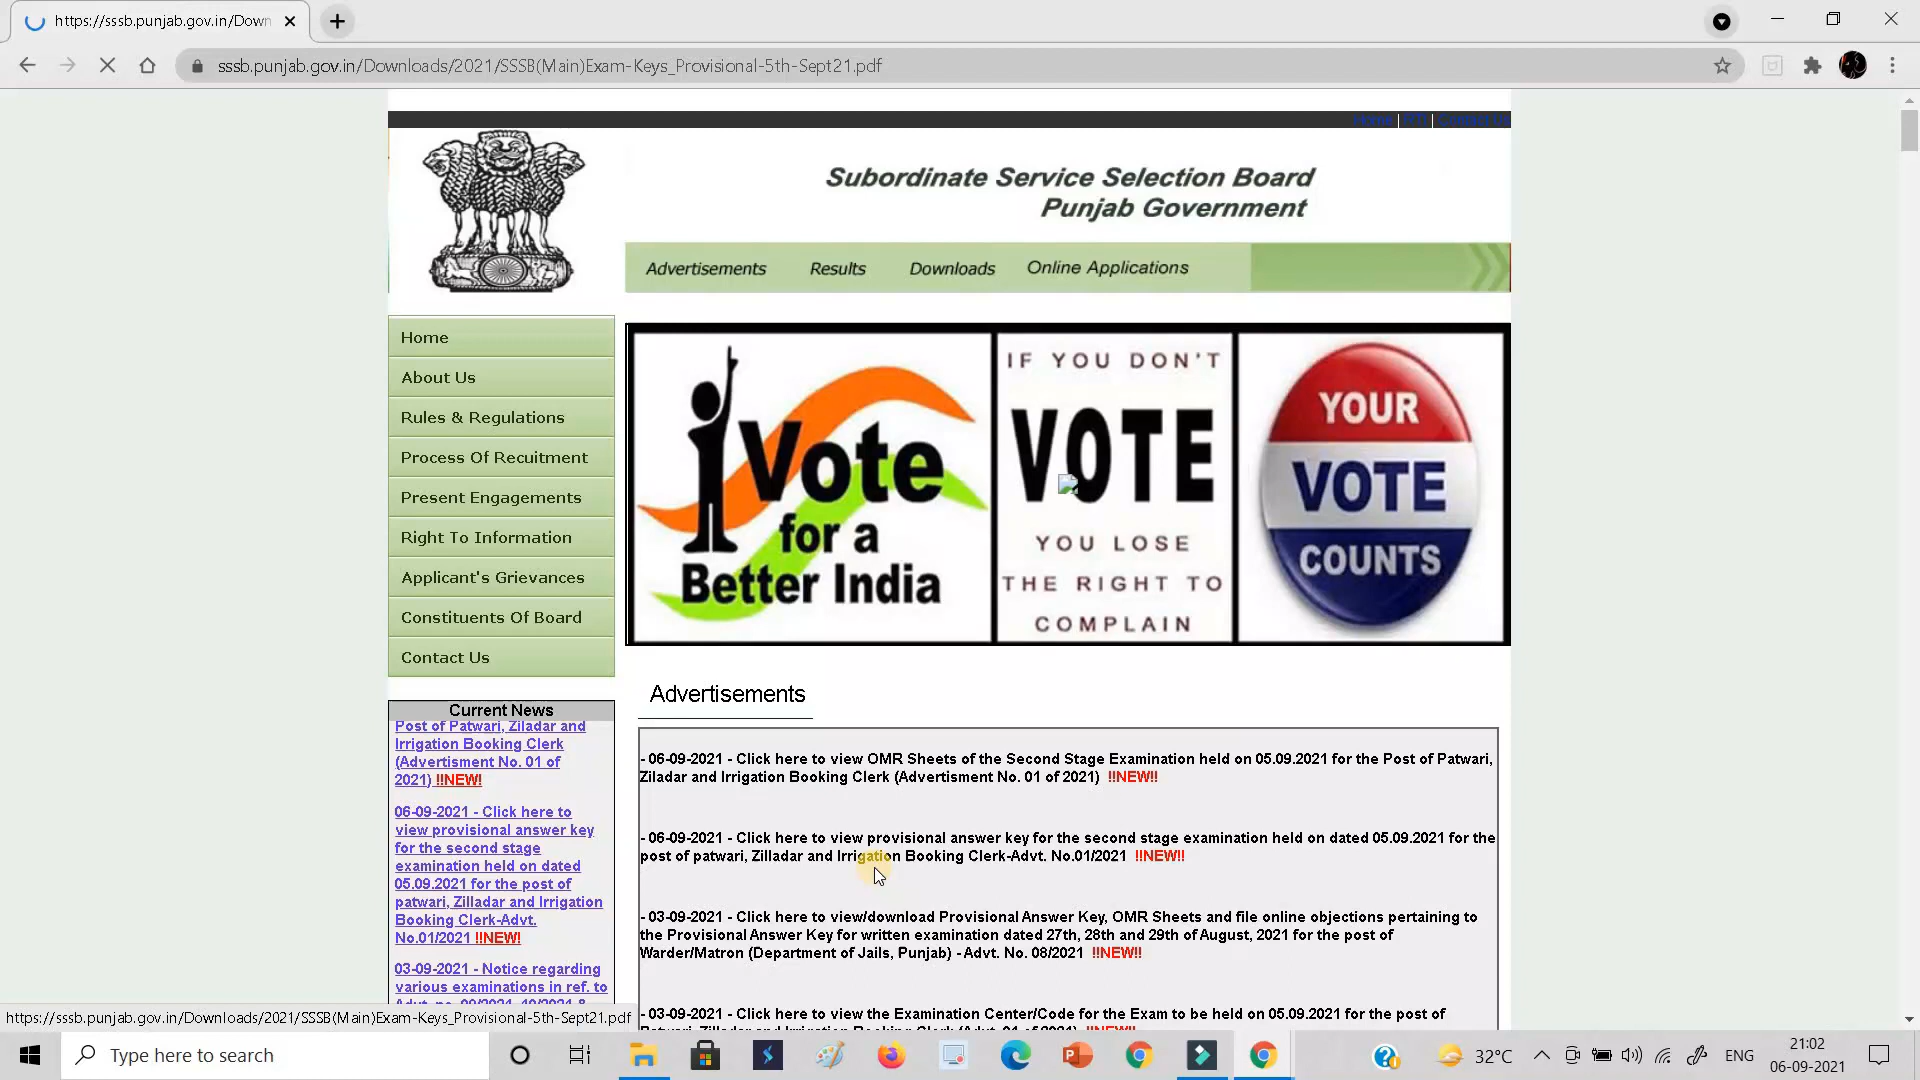 https://sssb.punjab.gov.in/Down
sssb.punjab.gov.in/Downloads/2021/SSSB(Main)Exam-Keys_Provisional-5th-Sept21.pdf
Home | RTI | Contact Us
Subordinate Service Selection Board
Punjab Government
Advertisements Results Downloads Online Applications
Home
About Us
Rules & Regulations
Process Of Recuitment
Present Engagements
Right To Information
Applicant's Grievances
Constituents Of Board
Contact Us
Vote
for a
Better India
IF YOU DON'T
VOTE
YOU LOSE
THE RIGHT TO
COMPLAIN
YOUR
VOTE
COUNTS
Current News
Post of Patwari, Ziladar and
Irrigation Booking Clerk
(Advertisment No. 01 of
2021) !!NEW!
06-09-2021 - Click here to
view provisional answer key
for the second stage
examination held on dated
05.09.2021 for the post of
patwari, Zilladar and Irrigation
Booking Clerk-Advt.
No.01/2021 !!NEW!
03-09-2021 - Notice regarding
various examinations in ref. to
Advertisements
- 06-09-2021 - Click here to view OMR Sheets of the Second Stage Examination held on 05.09.2021 for the Post of Patwari,
Ziladar and Irrigation Booking Clerk (Advertisment No. 01 of 2021) !!NEW!!
- 06-09-2021 - Click here to view provisional answer key for the second stage examination held on dated 05.09.2021 for the
post of patwari, Zilladar and Irrigation Booking Clerk-Advt. No.01/2021 !!NEW!!
- 03-09-2021 - Click here to view/download Provisional Answer Key, OMR Sheets and file online objections pertaining to
the Provisional Answer Key for written examination dated 27th, 28th and 29th of August, 2021 for the post of
Warder/Matron (Department of Jails, Punjab) - Advt. No. 08/2021 !!NEW!!
- 03-09-2021 - Click here to view the Examination Center/Code for the Exam to be held on 05.09.2021 for the post of
Patwari, Zilladar and Irrigation Booking Clerk (Advt. 01 of 2021) !!NEW!!
https://sssb.punjab.gov.in/Downloads/2021/SSSB(Main)Exam-Keys_Provisional-5th-Sept21.pdf
Type here to search
32°C
ENG
21:02
06-09-2021